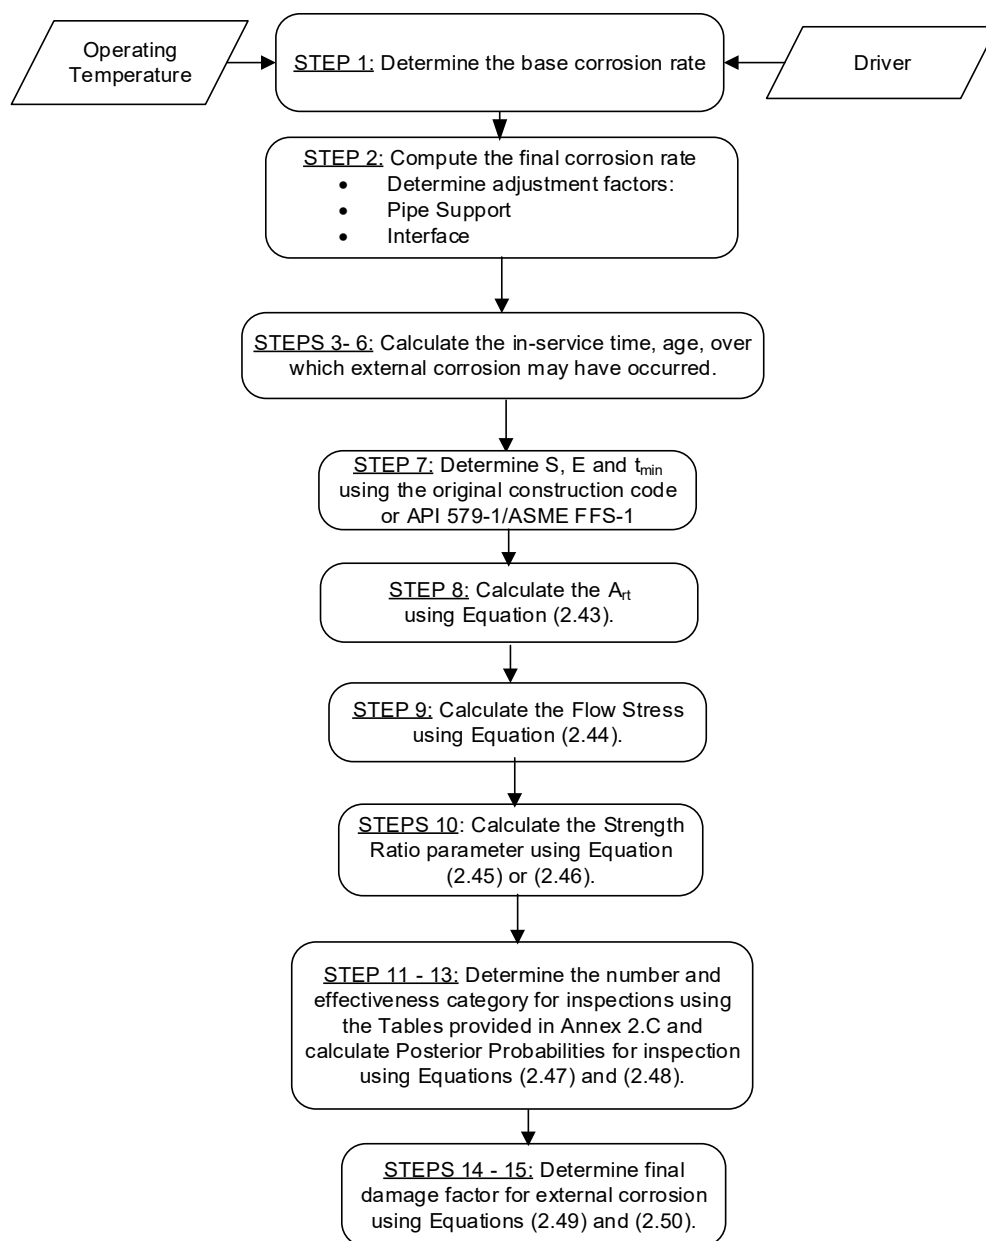 Operating
Temperature
STEP 1: Determine the base corrosion rate
Driver
STEP 2: Compute the final corrosion rate
• Determine adjustment factors:
• Pipe Support
• Interface
STEPS 3- 6: Calculate the in-service time, age, over
which external corrosion may have occurred.
STEP 7: Determine S, E and tmin
using the original construction code
or API 579-1/ASME FFS-1
STEP 8: Calculate the Art
using Equation (2.43).
STEP 9: Calculate the Flow Stress
using Equation (2.44).
STEPS 10: Calculate the Strength
Ratio parameter using Equation
(2.45) or (2.46).
STEP 11 - 13: Determine the number and
effectiveness category for inspections using
the Tables provided in Annex 2.C and
calculate Posterior Probabilities for inspection
using Equations (2.47) and (2.48).
STEPS 14 - 15: Determine final
damage factor for external corrosion
using Equations (2.49) and (2.50).